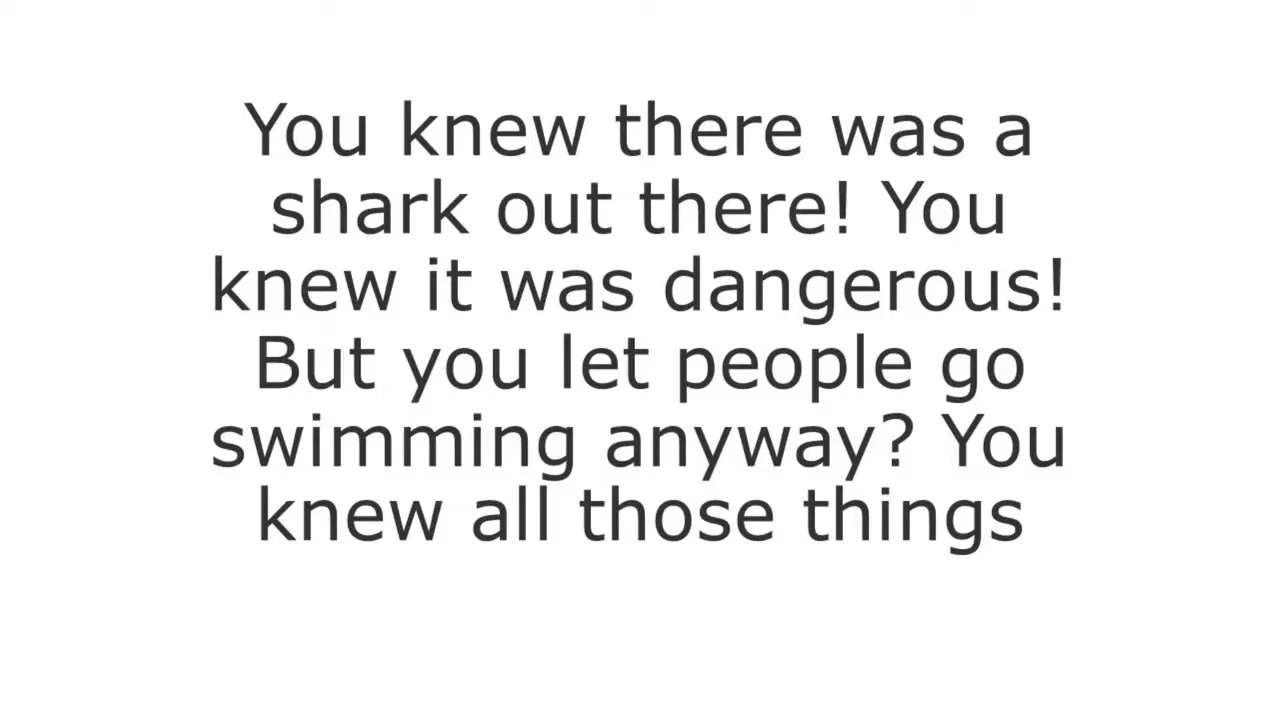 You knew there was a
shark out there! You
knew it was dangerous!
But you let people go
swimming anyway? You
knew all those things